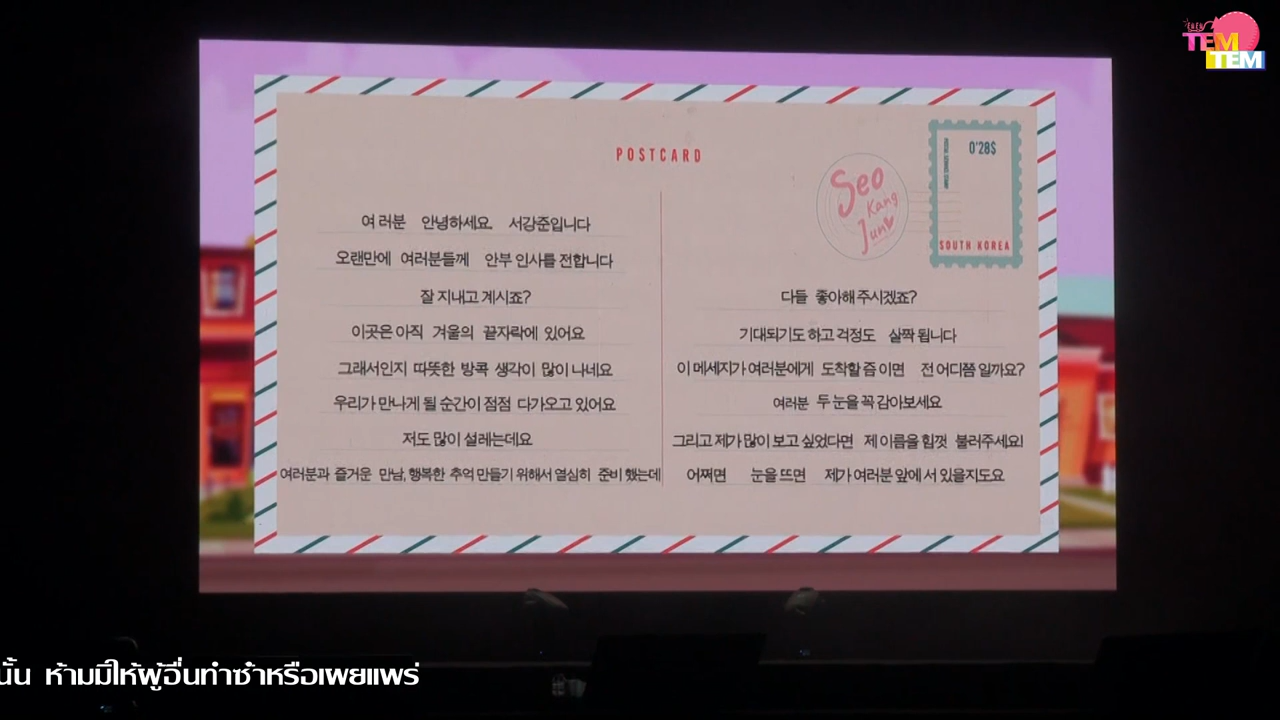 TEM
TEM
POSTCARD
0'28$
Seo
Kang
Jun
SOUTH KOREA
여러분 안녕하세요. 서강준입니다
오랜만에 여러분들께 안부 인사를 전합니다
잘 지내고 계시죠?
이곳은 아직 겨울의 끝자락에 있어요
그래서인지 따뜻한 방콕 생각이 많이 나네요
우리가 만나게 될 순간이 점점 다가오고 있어요
저도 많이 설레는데요
여러분과 즐거운 만남, 행복한 추억 만들기 위해서 열심히 준비 했는데
다들 좋아해 주시겠죠?
기대되기도 하고 걱정도 살짝 됩니다
이 메세지가 여러분에게 도착할 즘 이면 전 어디쯤 일까요?
여러분 두 눈을 꼭 감아보세요
그리고 제가 많이 보고 싶었다면 제 이름을 힘껏 불러주세요!
어쩌면 눈을 뜨면 제가 여러분 앞에 서 있을지도요
นั้น ห้ามมิให้ผู้อื่นทำซ้ำหรือเผยแพร่